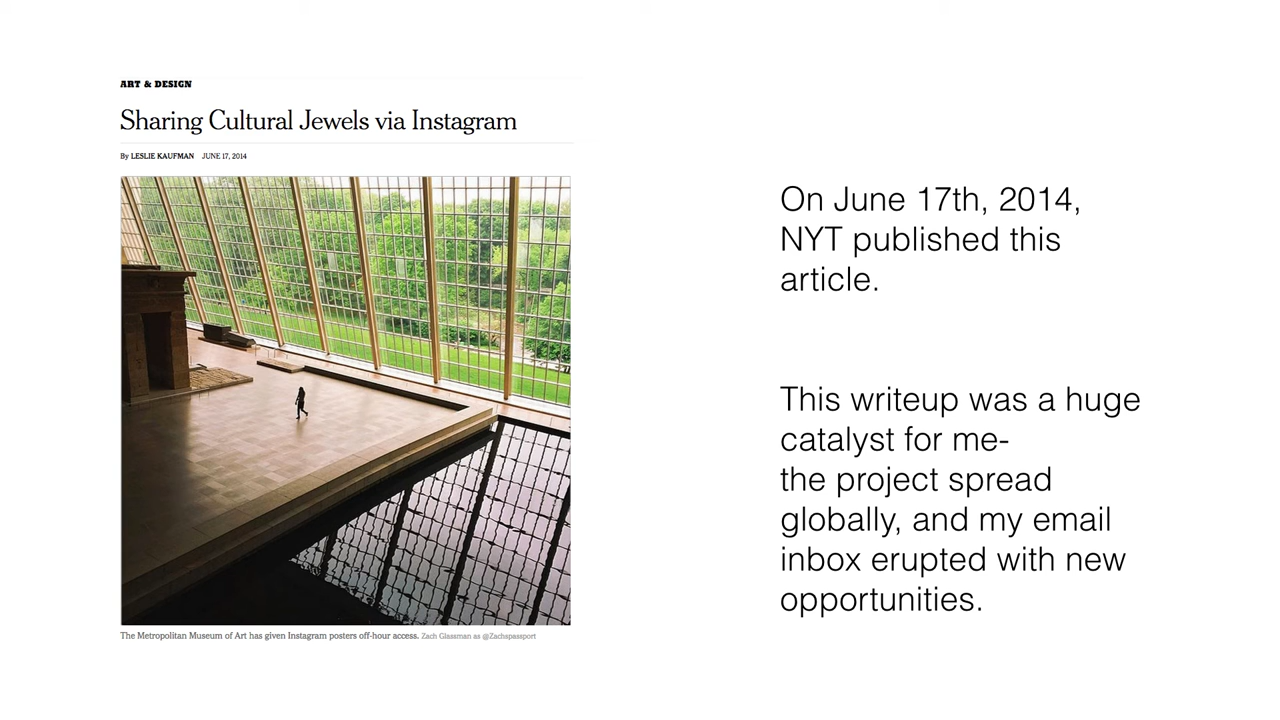 ART & DESIGN
Sharing Cultural Jewels via Instagram
By LESLIE KAUFMAN JUNE 17, 2014
The Metropolitan Museum of Art has given Instagram posters off-hour access. Zach Glassman as @Zachspassport
On June 17th, 2014,
NYT published this
article.
This writeup was a huge
catalyst for me-
the project spread
globally, and my email
inbox erupted with new
opportunities.